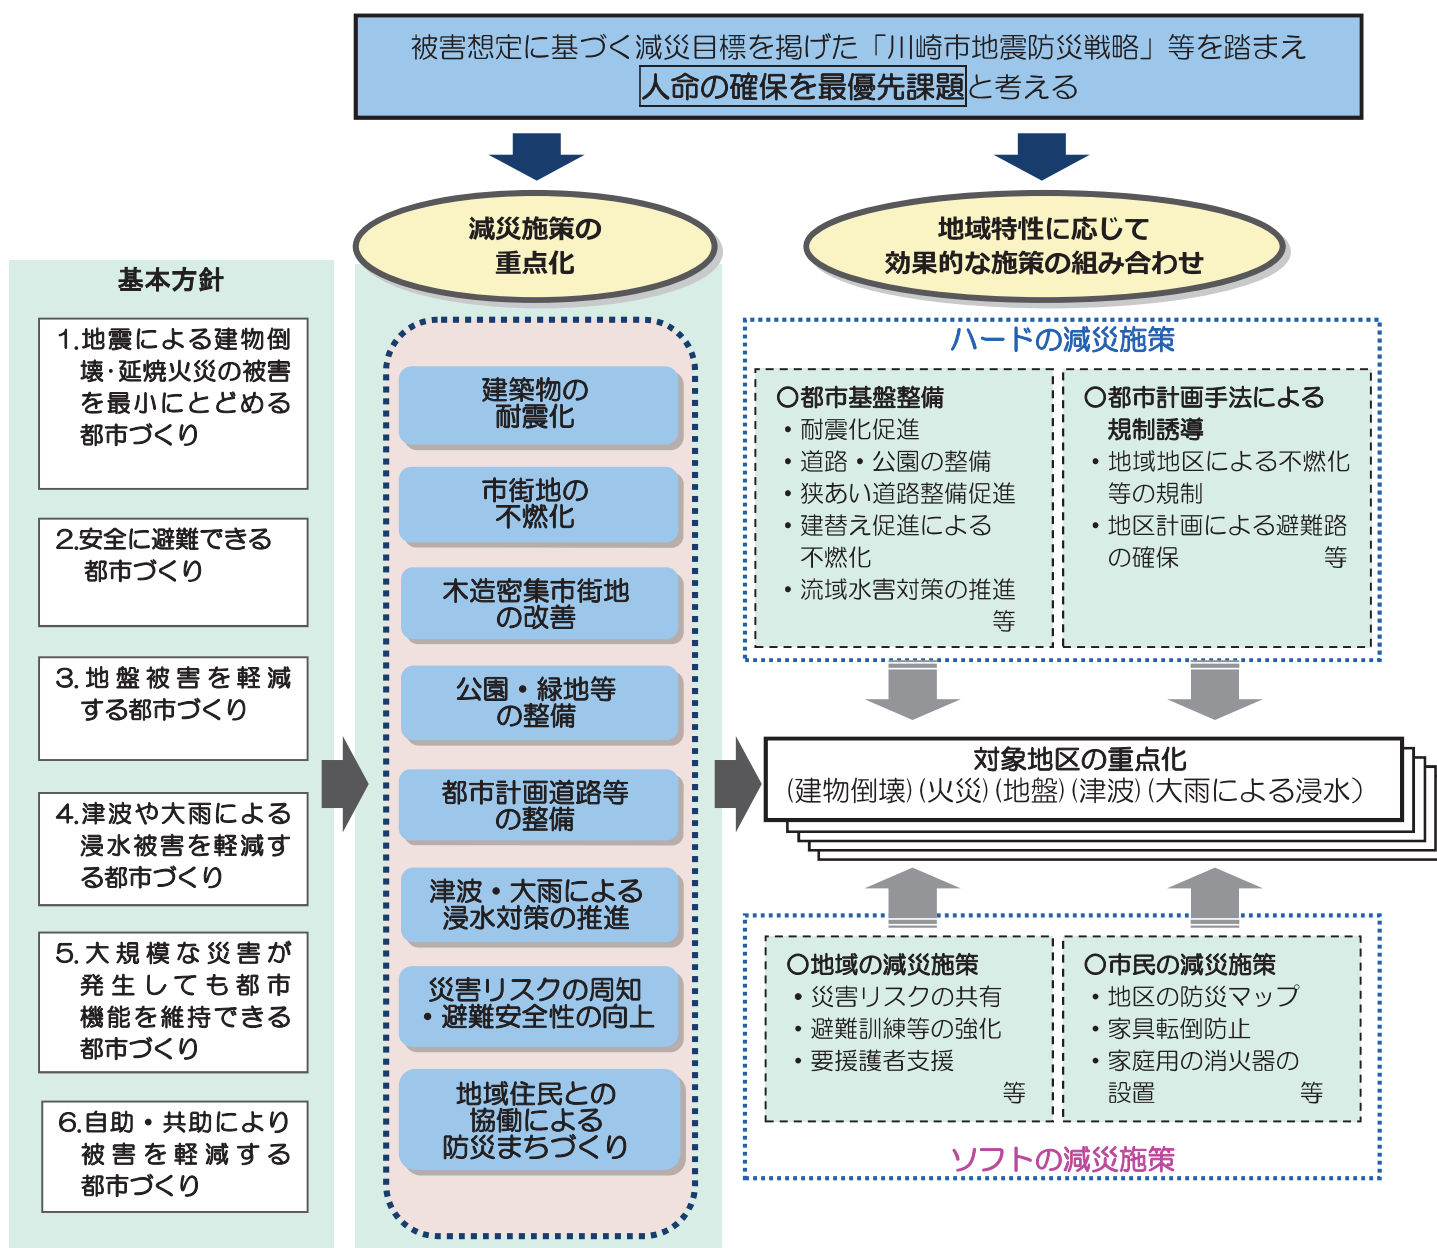 被害想定に基づく減災目標を掲げた「川崎市地震防災戦略」等を踏まえ
人命の確保を最優先課題と考える
減災施策の
重点化
地域特性に応じて
効果的な施策の組み合わせ
基本方針
1.地震による建物倒
壊・延焼火災の被害
を最小にとどめる
都市づくり
2.安全に避難できる
都市づくり
3.地盤被害を軽減
する都市づくり
4.津波や大雨による
浸水被害を軽減す
る都市づくり
5.大規模な災害が
発生しても都市
機能を維持できる
都市づくり
6.自助・共助により
被害を軽減する
都市づくり
建築物の
耐震化
市街地の
不燃化
木造密集市街地
の改善
公園・緑地等
の整備
都市計画道路等
の整備
津波・大雨による
浸水対策の推進
災害リスクの周知
・避難安全性の向上
地域住民との
協働による
防災まちづくり
ハードの減災施策
〇都市基盤整備
・耐震化促進
・道路・公園の整備
・狭あい道路整備促進
・建替え促進による
不燃化
・流域水害対策の推進
等
〇都市計画手法による
規制誘導
・地域地区による不燃化
等の規制
・地区計画による避難路
の確保 等
対象地区の重点化
(建物倒壊)(火災)(地盤)(津波)(大雨による浸水)
〇地域の減災施策
・災害リスクの共有
・避難訓練等の強化
・要援護者支援
等
〇市民の減災施策
・地区の防災マップ
・家具転倒防止
・家庭用の消火器の
設置 等
ソフトの減災施策